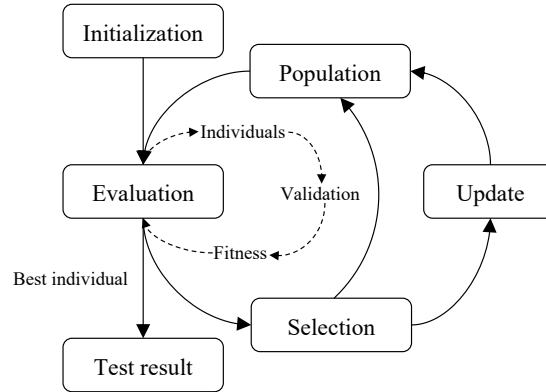 Initialization
Population
Individuals
Evaluation
Validation
Update
Fitness
Best individual
Selection
Test result